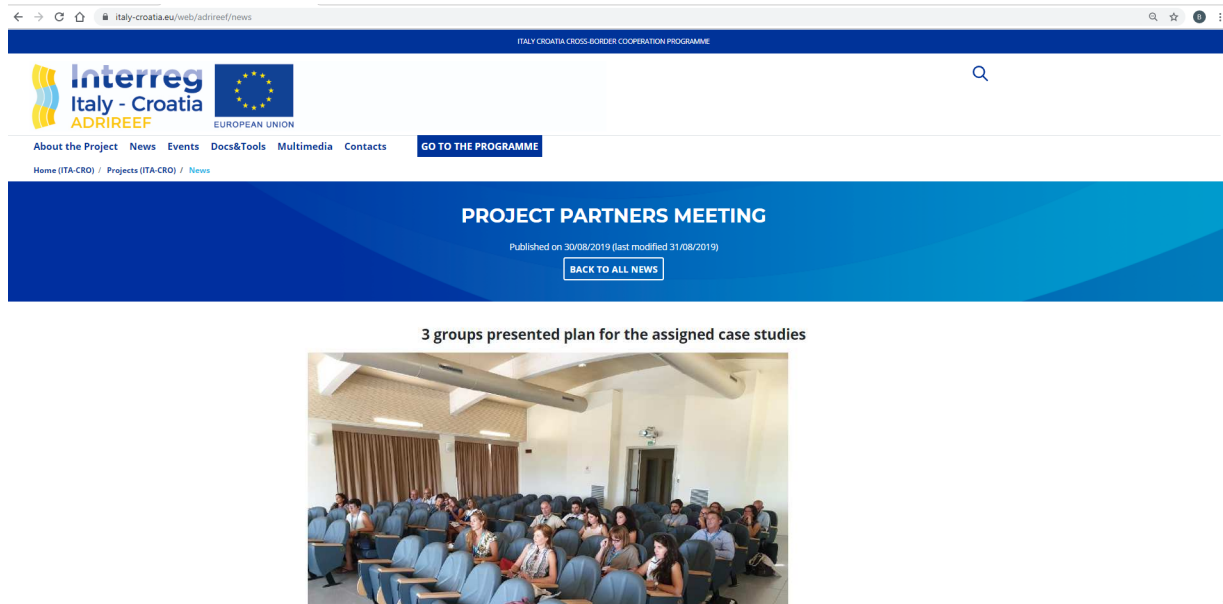 italy-croatia.eu/web/adrireef/news
B
ITALY CROATIA CROSS-BORDER COOPERATION PROGRAMME
Interreg
Italy - Croatia
ADRIREEF
EUROPEAN UNION
About the Project News Events Docs&Tools Multimedia Contacts GO TO THE PROGRAMME
Home (ITA-CRO) / Projects (ITA-CRO) / News
PROJECT PARTNERS MEETING
Published on 30/08/2019 (last modified 31/08/2019)
BACK TO ALL NEWS
3 groups presented plan for the assigned case studies